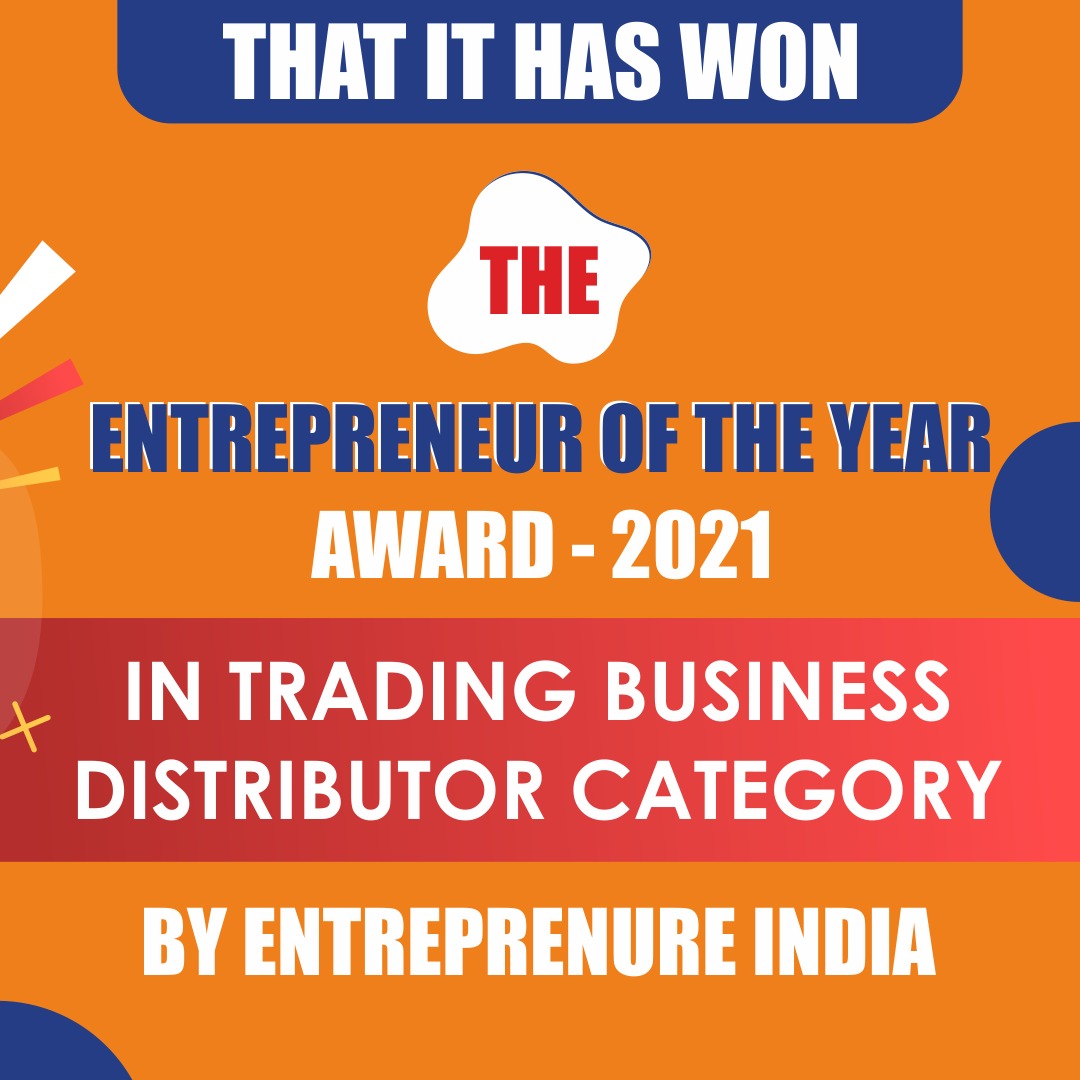 THAT IT HAS WON
THE
ENTREPRENEUR OF THE YEAR
AWARD - 2021
IN TRADING BUSINESS
DISTRIBUTOR CATEGORY
BY ENTREPRENURE INDIA